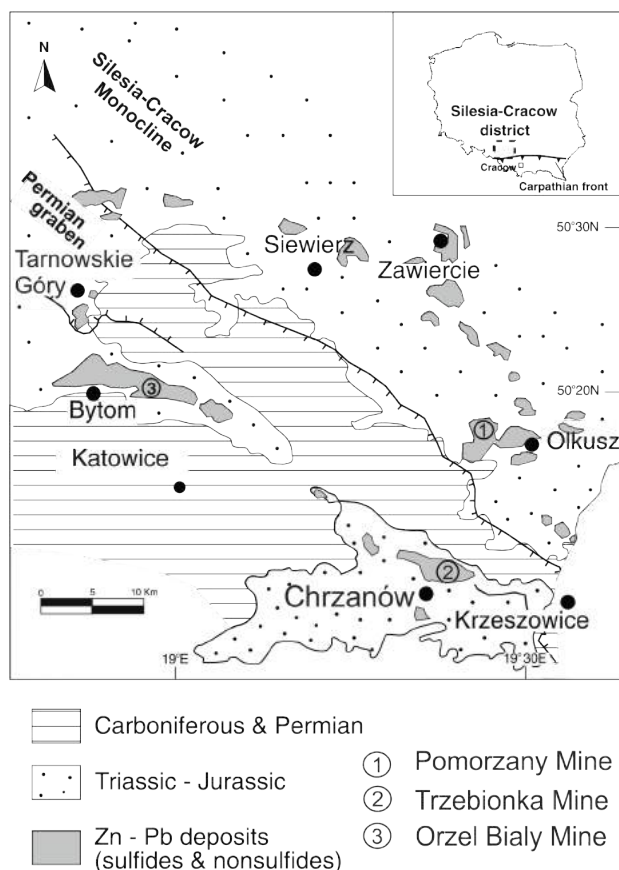 N
Silesia-Cracow
Monocline
Silesia-Cracow
district
Cracow
Carpathian front
Permian
graben
50°30N
Siewierz
Zawiercie
Tarnowskie
Góry
50°20N
3
Bytom
1
Olkusz
Katowice
2
Chrzanów
Krzeszowice
0 5 10 Km
19°E
19°30E
Carboniferous & Permian
Triassic - Jurassic
Zn - Pb deposits
(sulfides & nonsulfides)
1 Pomorzany Mine
2 Trzebionka Mine
3 Orzel Bialy Mine